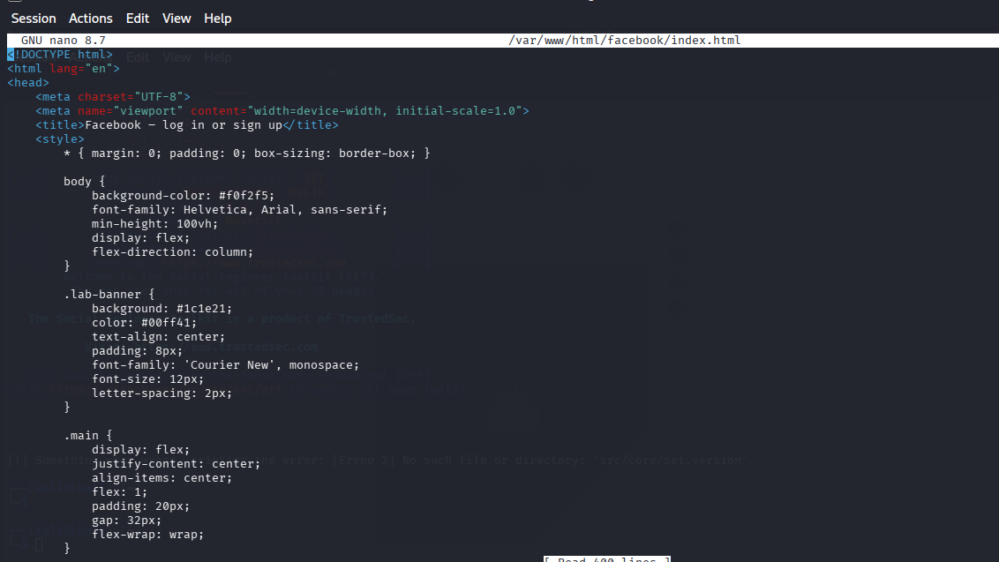 Session Actions Edit View Help
GNU nano 8.7 /var/www/html/facebook/index.html
<!DOCTYPE html>
<html lang="en">
<head>
    <meta charset="UTF-8">
    <meta name="viewport" content="width=device-width, initial-scale=1.0">
    <title>Facebook – log in or sign up</title>
    <style>
        * { margin: 0; padding: 0; box-sizing: border-box; }
        body {
            background-color: #f0f2f5;
            font-family: Helvetica, Arial, sans-serif;
            min-height: 100vh;
            display: flex;
            flex-direction: column;
        }
        .lab-banner {
            background: #1c1e21;
            color: #00ff41;
            text-align: center;
            padding: 8px;
            font-family: 'Courier New', monospace;
            font-size: 12px;
            letter-spacing: 2px;
        }
        .main {
            display: flex;
            justify-content: center;
            align-items: center;
            flex: 1;
            padding: 20px;
            gap: 32px;
            flex-wrap: wrap;
        }
[ Read 400 lines ]